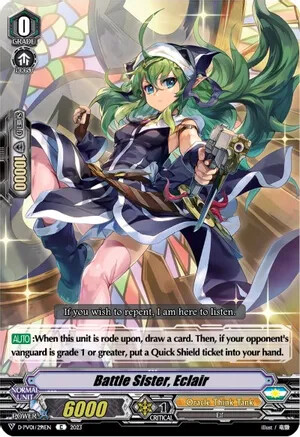 0
GRADE
BOOST
10000
If you wish to repent, I am here to listen.
AUTO :When this unit is rode upon, draw a card. Then, if your opponent's
vanguard is grade 1 or greater, put a Quick Shield ticket into your hand.
Battle Sister, Eclair
NORMAL
UNIT
POWER 6000 1
CRITICAL
Oracle Think Tank
D-PV01/291EN C 2023